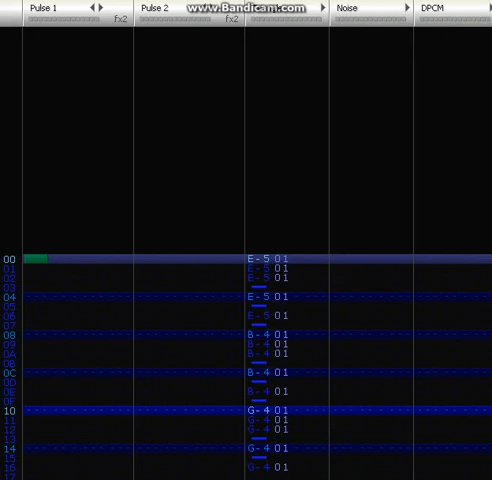 Pulse 1 Pulse 2 www.Bandicam.com Noise DPCM
fx2 fx2
00 E-5 01
01 E-5 01
02 E-5 01
03
04 E-5 01
05
06 E-5 01
07
08 B-4 01
09 B-4 01
0A B-4 01
0B
0C B-4 01
0D
0E B-4 01
0F
10 G-4 01
11 G-4 01
12 G-4 01
13
14 G-4 01
15
16 G-4 01
17